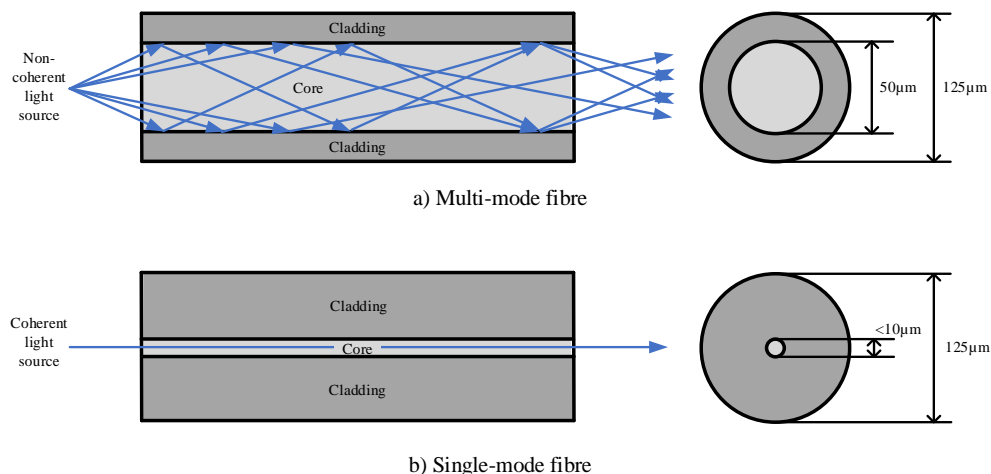 Cladding
Non-
coherent
light
source
Core
Cladding
50µm
125µm
a) Multi-mode fibre
Cladding
Coherent
light
source
Core
Cladding
<10µm
125µm
b) Single-mode fibre